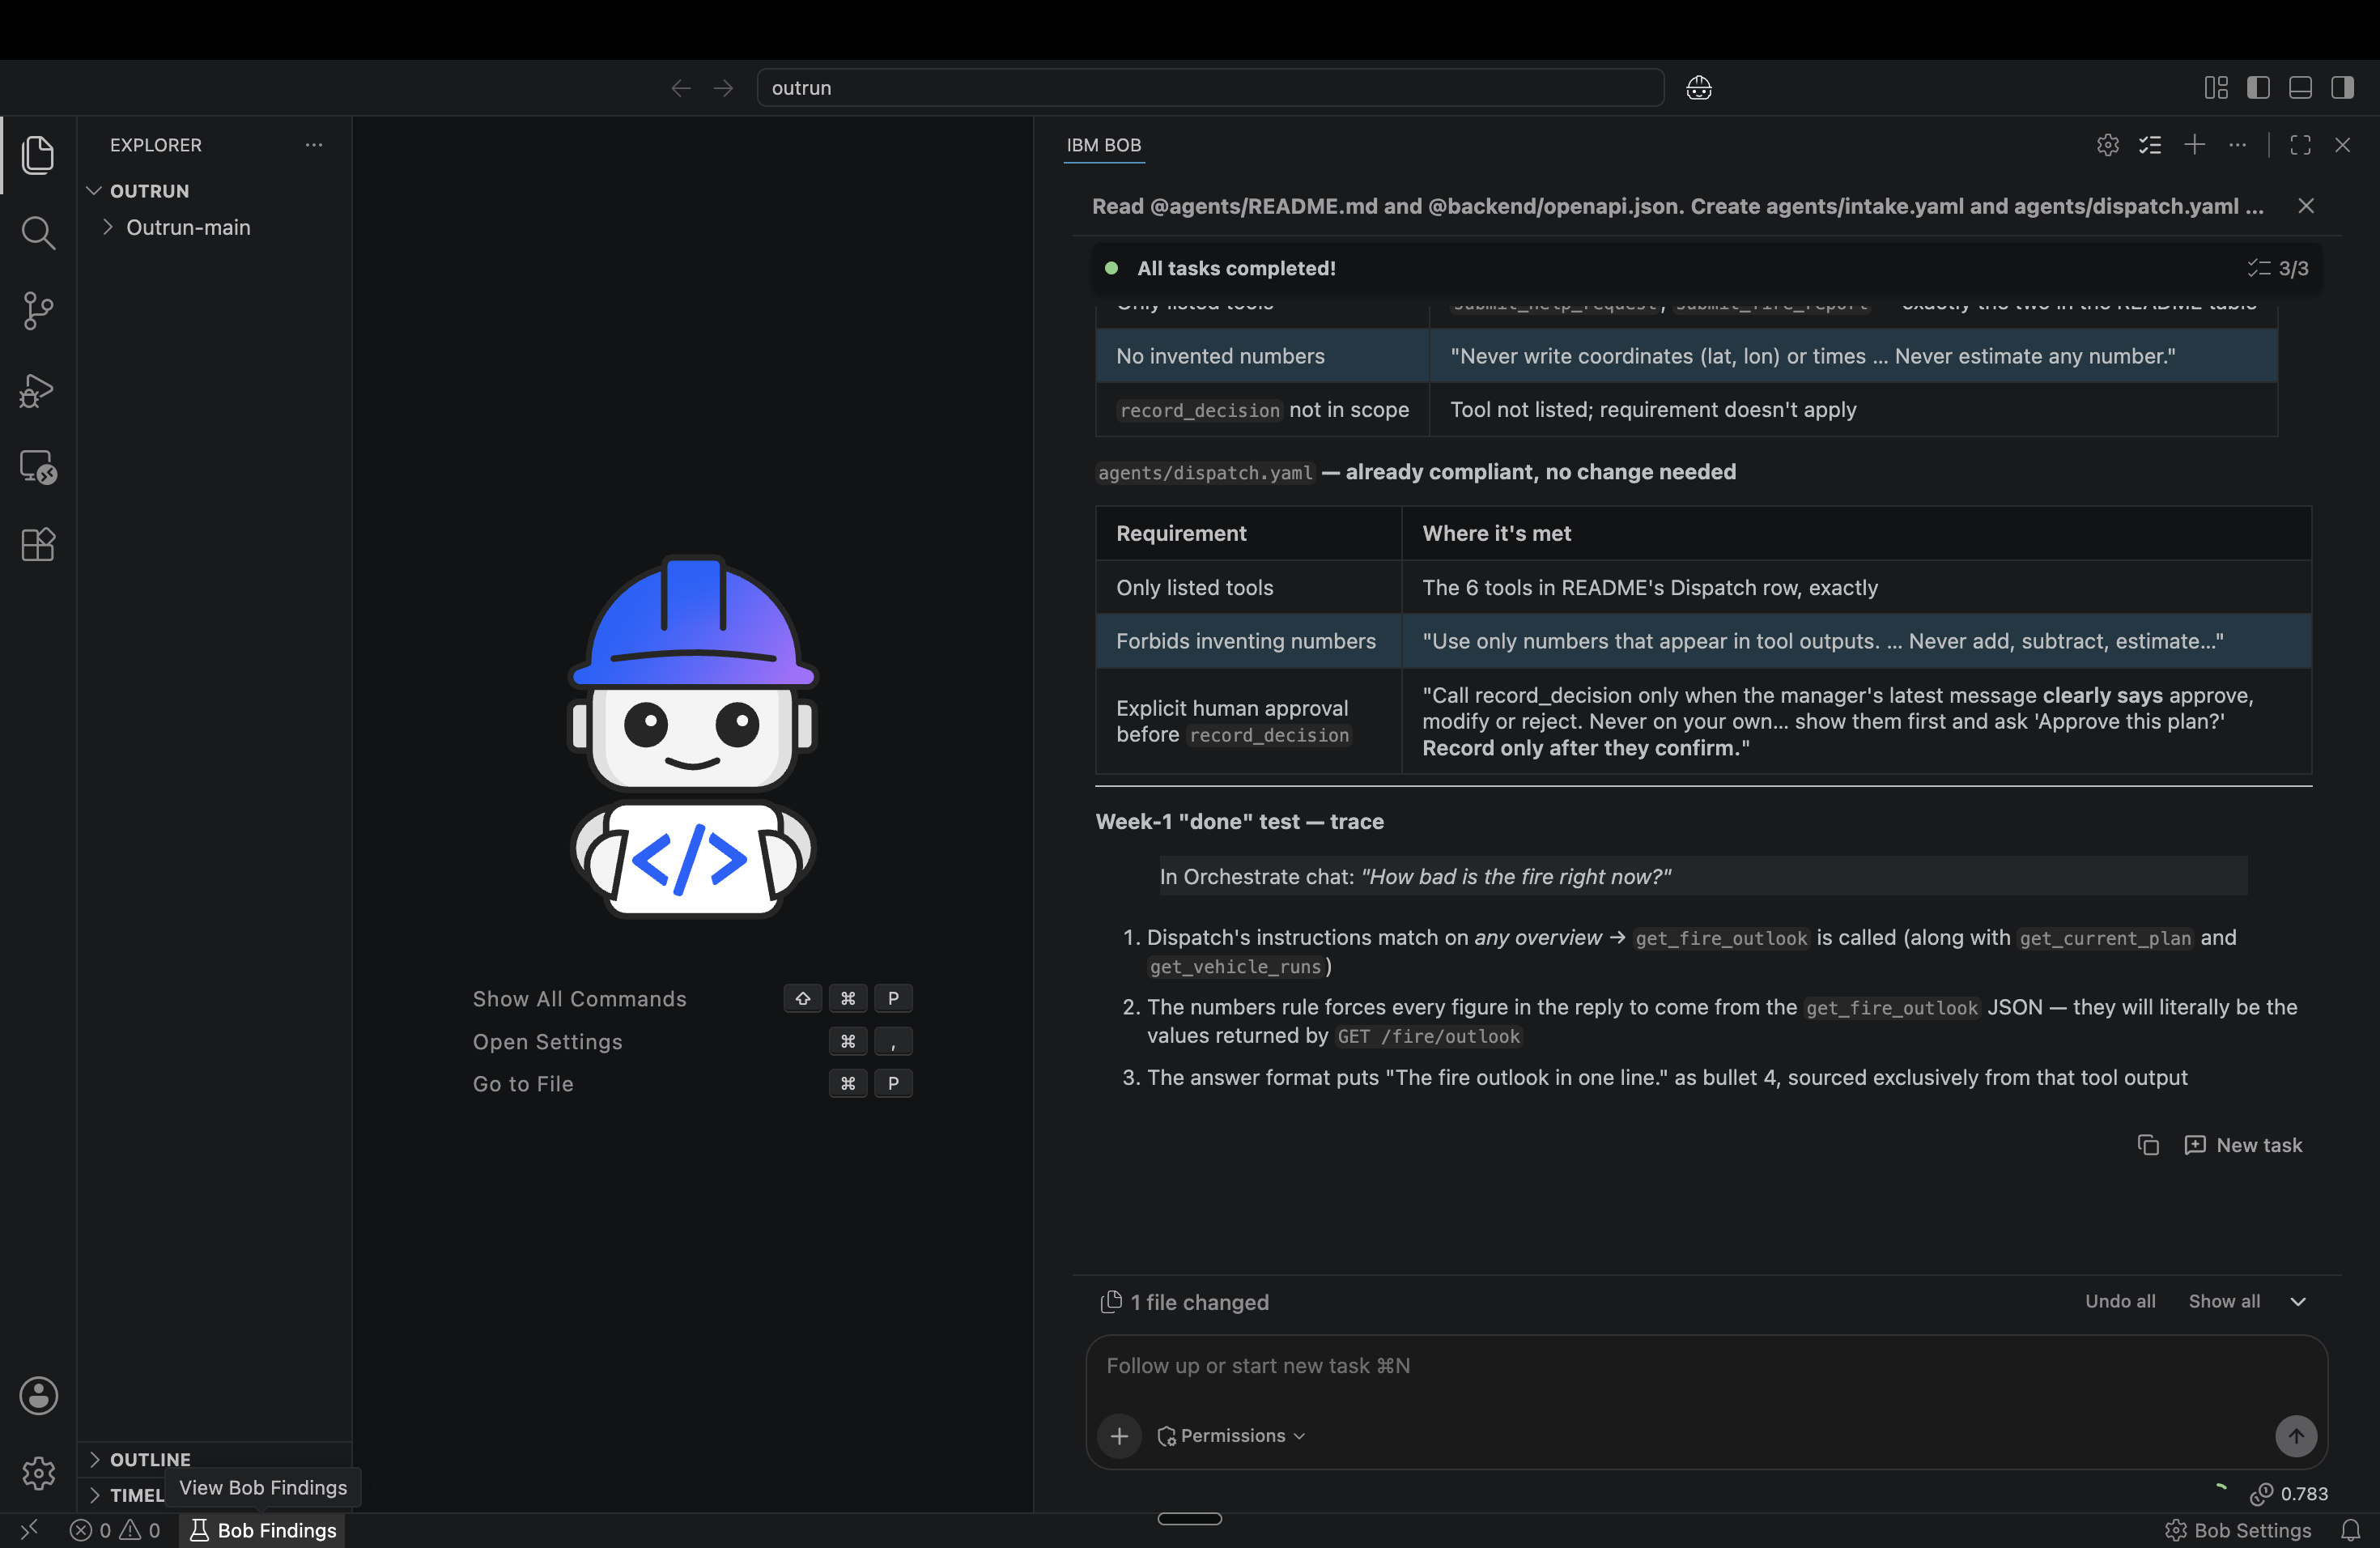 outrun
EXPLORER
OUTRUN
Outrun-main
Show All Commands ⌘ P
Open Settings ⌘ ,
Go to File ⌘ P
OUTLINE
TIMEL
View Bob Findings
IBM BOB
Read @agents/README.md and @backend/openapi.json. Create agents/intake.yaml and agents/dispatch.yaml ...
All tasks completed! 3/3
Only listed tools submit_help_request, submit_fire_report — exactly the two in the README table
No invented numbers "Never write coordinates (lat, lon) or times ... Never estimate any number."
record_decision not in scope Tool not listed; requirement doesn't apply
agents/dispatch.yaml — already compliant, no change needed
Requirement Where it's met
Only listed tools The 6 tools in README's Dispatch row, exactly
Forbids inventing numbers "Use only numbers that appear in tool outputs. ... Never add, subtract, estimate..."
Explicit human approval
before record_decision
"Call record_decision only when the manager's latest message clearly says approve,
modify or reject. Never on your own... show them first and ask 'Approve this plan?'
Record only after they confirm."
Week-1 "done" test — trace
In Orchestrate chat: "How bad is the fire right now?"
1. Dispatch's instructions match on any overview → get_fire_outlook is called (along with get_current_plan and
get_vehicle_runs)
2. The numbers rule forces every figure in the reply to come from the get_fire_outlook JSON — they will literally be the
values returned by GET /fire/outlook
3. The answer format puts "The fire outlook in one line." as bullet 4, sourced exclusively from that tool output
New task
1 file changed Undo all Show all
Follow up or start new task ⌘N
Permissions
0.783
0 0 Bob Findings Bob Settings